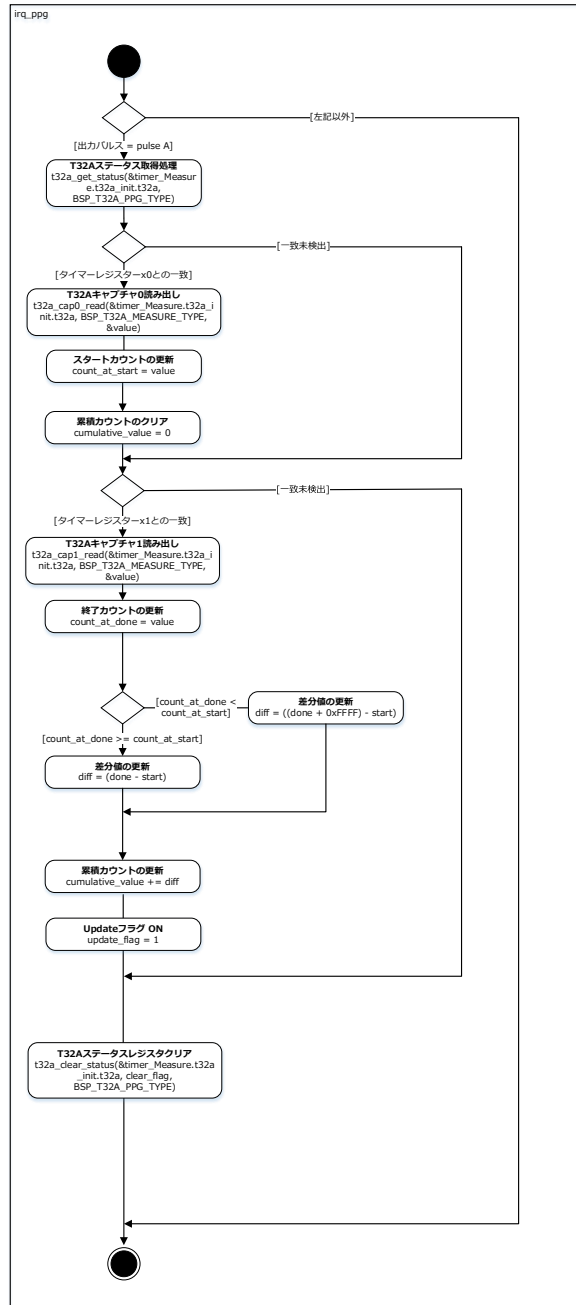 irq_ppg
[左記以外]
[出力パルス = pulse A]
T32Aステータス取得処理
t32a_get_status(&timer_Measur
e.t32a_init.t32a,
BSP_T32A_PPG_TYPE)
[一致未検出]
[タイマーレジスターx0との一致]
T32Aキャプチャ0読み出し
t32a_cap0_read(&timer_Measure.t32a_i
nit.t32a, BSP_T32A_MEASURE_TYPE,
&value)
スタートカウントの更新
count_at_start = value
累積カウントのクリア
cumulative_value = 0
[一致未検出]
[タイマーレジスターx1との一致]
T32Aキャプチャ1読み出し
t32a_cap1_read(&timer_Measure.t32a_i
nit.t32a, BSP_T32A_MEASURE_TYPE,
&value)
終了カウントの更新
count_at_done = value
[count_at_done <
count_at_start]
差分値の更新
diff = ((done + 0xFFFF) - start)
[count_at_done >= count_at_start]
差分値の更新
diff = (done - start)
累積カウントの更新
cumulative_value += diff
Updateフラグ ON
update_flag = 1
T32Aステータスレジスタクリア
t32a_clear_status(&timer_Measure.t32a
_init.t32a, clear_flag,
BSP_T32A_PPG_TYPE)